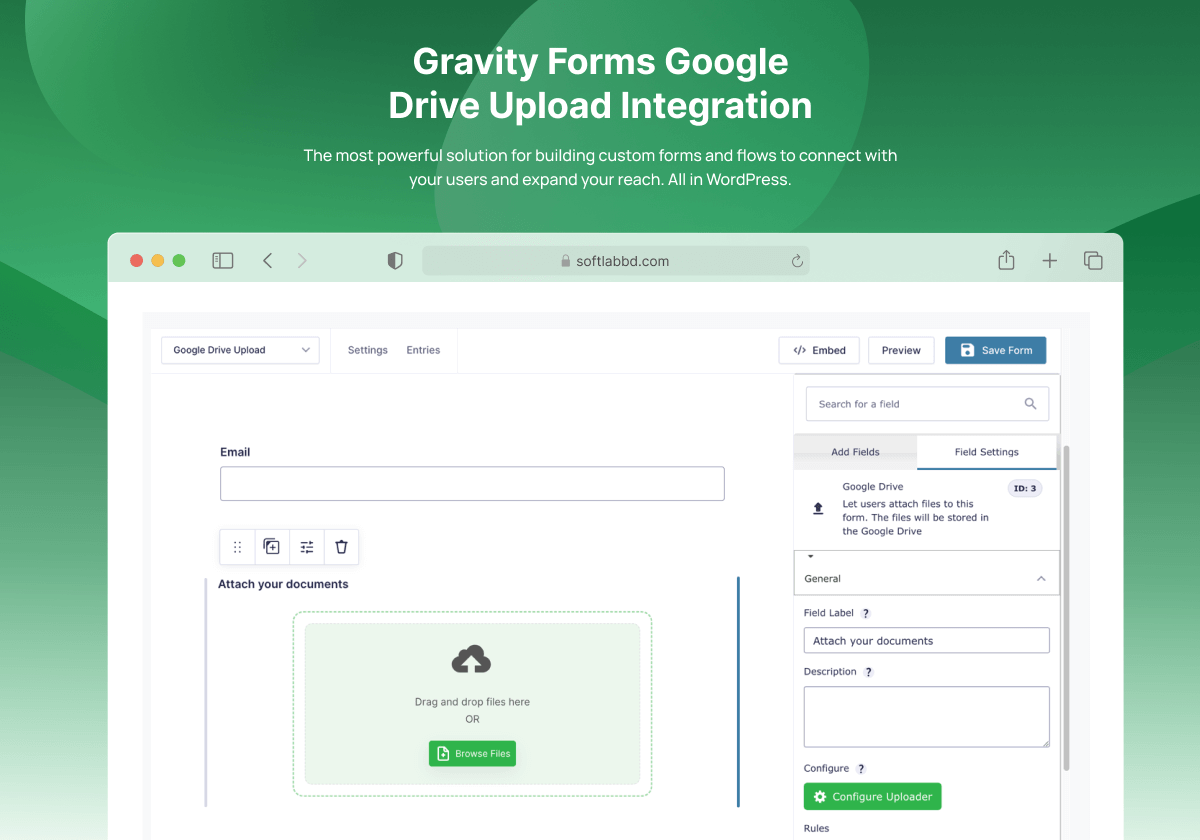 Gravity Forms Google
Drive Upload Integration
The most powerful solution for building custom forms and flows to connect with
your users and expand your reach. All in WordPress.
softlabbd.com
Google Drive Upload
Settings
Entries
</> Embed
Preview
Save Form
Search for a field
Add Fields
Field Settings
Google Drive
ID: 3
Let users attach files to this
form. The files will be stored in
the Google Drive
General
Field Label ?
Attach your documents
Description ?
Configure ?
Configure Uploader
Rules
Email
Attach your documents
Drag and drop files here
OR
Browse Files